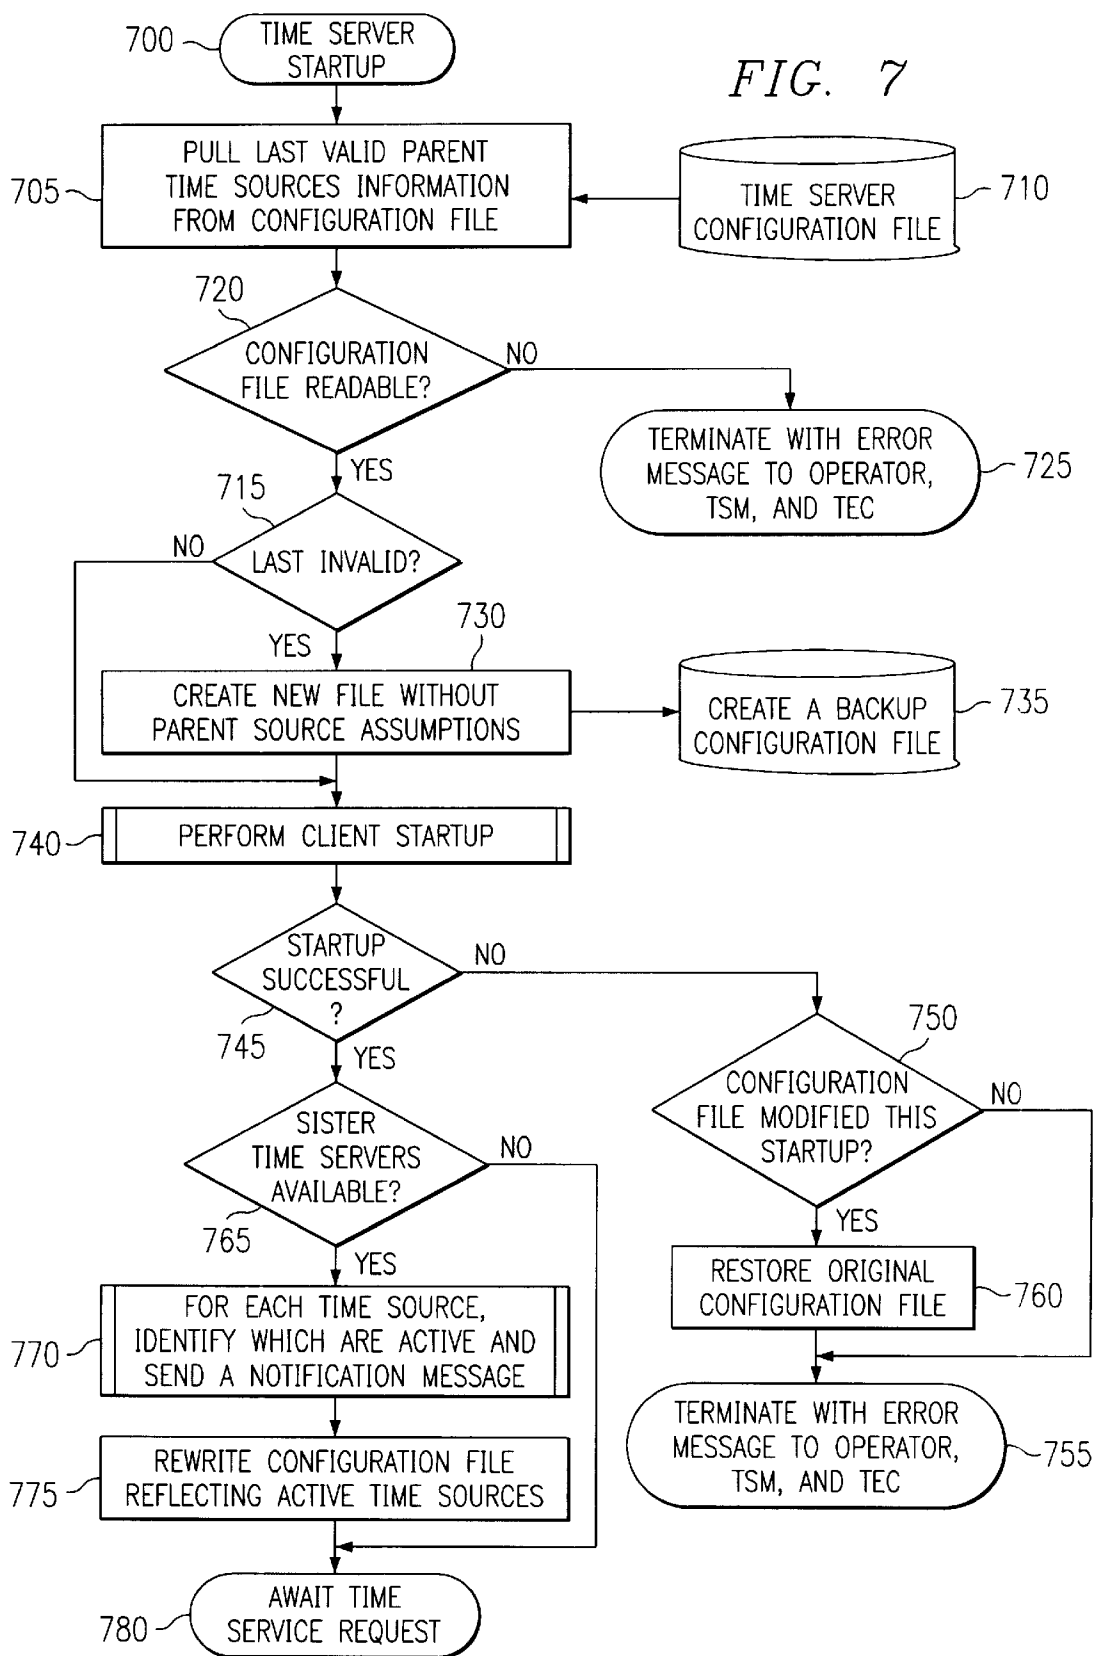 700
TIME SERVER
STARTUP
FIG. 7
705
PULL LAST VALID PARENT
TIME SOURCES INFORMATION
FROM CONFIGURATION FILE
TIME SERVER
CONFIGURATION FILE
710
720
CONFIGURATION
FILE READABLE?
NO
YES
TERMINATE WITH ERROR
MESSAGE TO OPERATOR,
TSM, AND TEC
725
715
NO
LAST INVALID?
YES
730
CREATE NEW FILE WITHOUT
PARENT SOURCE ASSUMPTIONS
CREATE A BACKUP
CONFIGURATION FILE
735
740
PERFORM CLIENT STARTUP
STARTUP
SUCCESSFUL
?
NO
745
YES
750
CONFIGURATION
FILE MODIFIED THIS
STARTUP?
NO
YES
SISTER
TIME SERVERS
AVAILABLE?
NO
765
YES
RESTORE ORIGINAL
CONFIGURATION FILE
760
770
FOR EACH TIME SOURCE,
IDENTIFY WHICH ARE ACTIVE AND
SEND A NOTIFICATION MESSAGE
TERMINATE WITH ERROR
MESSAGE TO OPERATOR,
TSM, AND TEC
755
775
REWRITE CONFIGURATION FILE
REFLECTING ACTIVE TIME SOURCES
780
AWAIT TIME
SERVICE REQUEST